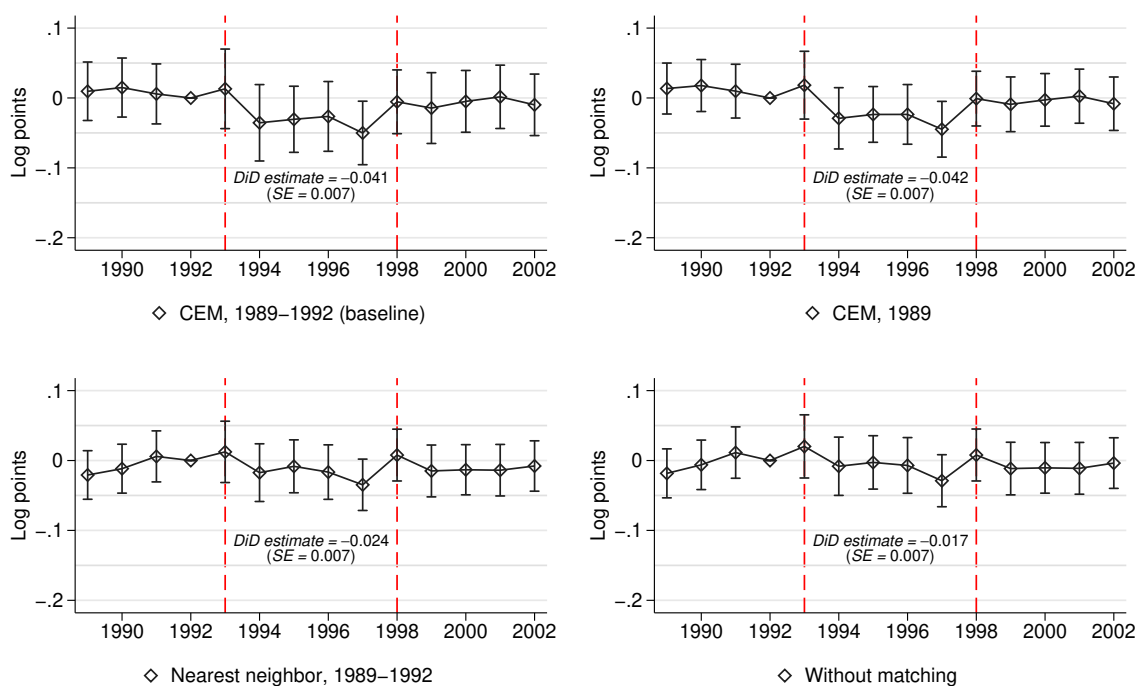 .1
0
−.1
−.2
Log points
DiD estimate = −0.041
(SE = 0.007)
1990 1992 1994 1996 1998 2000 2002
CEM, 1989−1992 (baseline)
.1
0
−.1
−.2
Log points
DiD estimate = −0.042
(SE = 0.007)
1990 1992 1994 1996 1998 2000 2002
CEM, 1989
.1
0
−.1
−.2
Log points
DiD estimate = −0.024
(SE = 0.007)
1990 1992 1994 1996 1998 2000 2002
Nearest neighbor, 1989−1992
.1
0
−.1
−.2
Log points
DiD estimate = −0.017
(SE = 0.007)
1990 1992 1994 1996 1998 2000 2002
Without matching